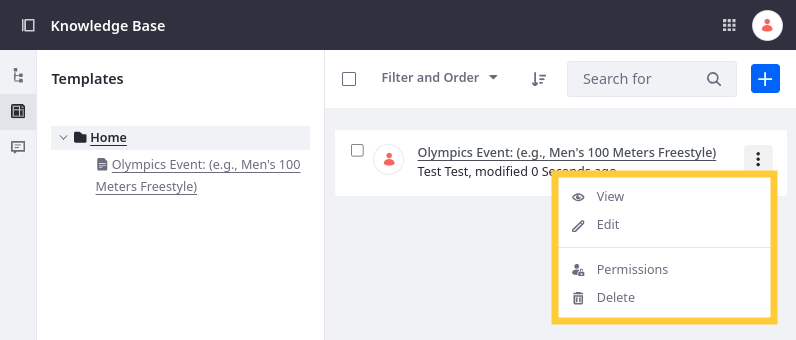 Knowledge Base
Templates
Filter and Order
Search for
Home
Olympics Event: (e.g., Men's 100
Meters Freestyle)
Olympics Event: (e.g., Men's 100 Meters Freestyle)
Test Test, modified 0 Seconds ago
View
Edit
Permissions
Delete